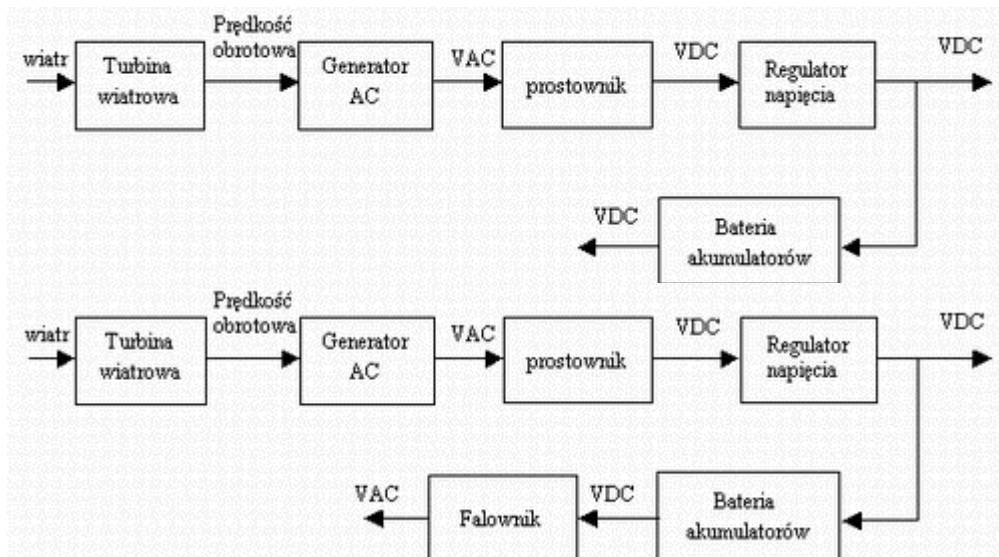 wiatr
Turbina
wiatrowa
Prędkość
obrotowa
Generator
AC
VAC
prostownik
VDC
Regulator
napięcia
VDC
VDC
Bateria
akumulatorów
wiatr
Turbina
wiatrowa
Prędkość
obrotowa
Generator
AC
VAC
prostownik
VDC
Regulator
napięcia
VDC
VAC
Falownik
VDC
Bateria
akumulatorów